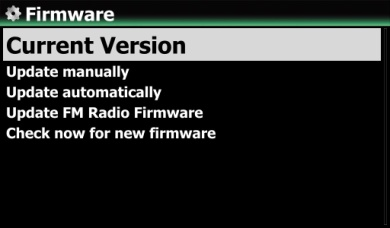 Firmware
Current Version
Update manually
Update automatically
Update FM Radio Firmware
Check now for new firmware